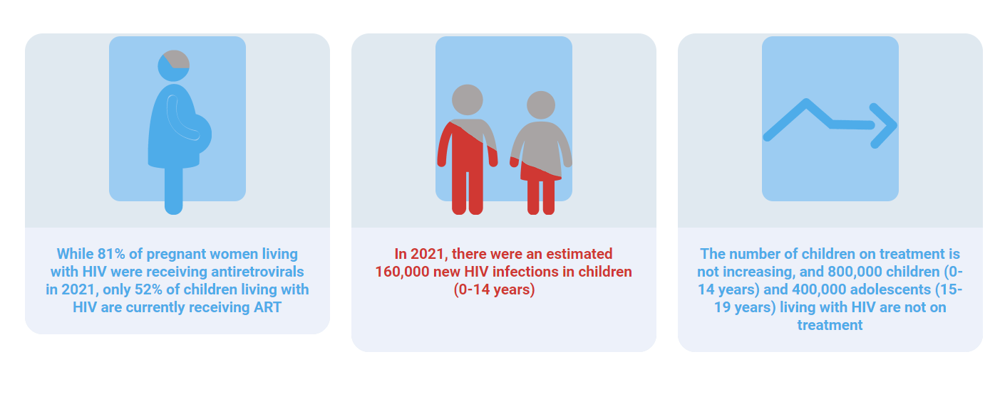 While 81% of pregnant women living
with HIV were receiving antiretrovirals
in 2021, only 52% of children living with
HIV are currently receiving ART
In 2021, there were an estimated
160,000 new HIV infections in children
(0-14 years)
The number of children on treatment is
not increasing, and 800,000 children (0-
14 years) and 400,000 adolescents (15-
19 years) living with HIV are not on
treatment